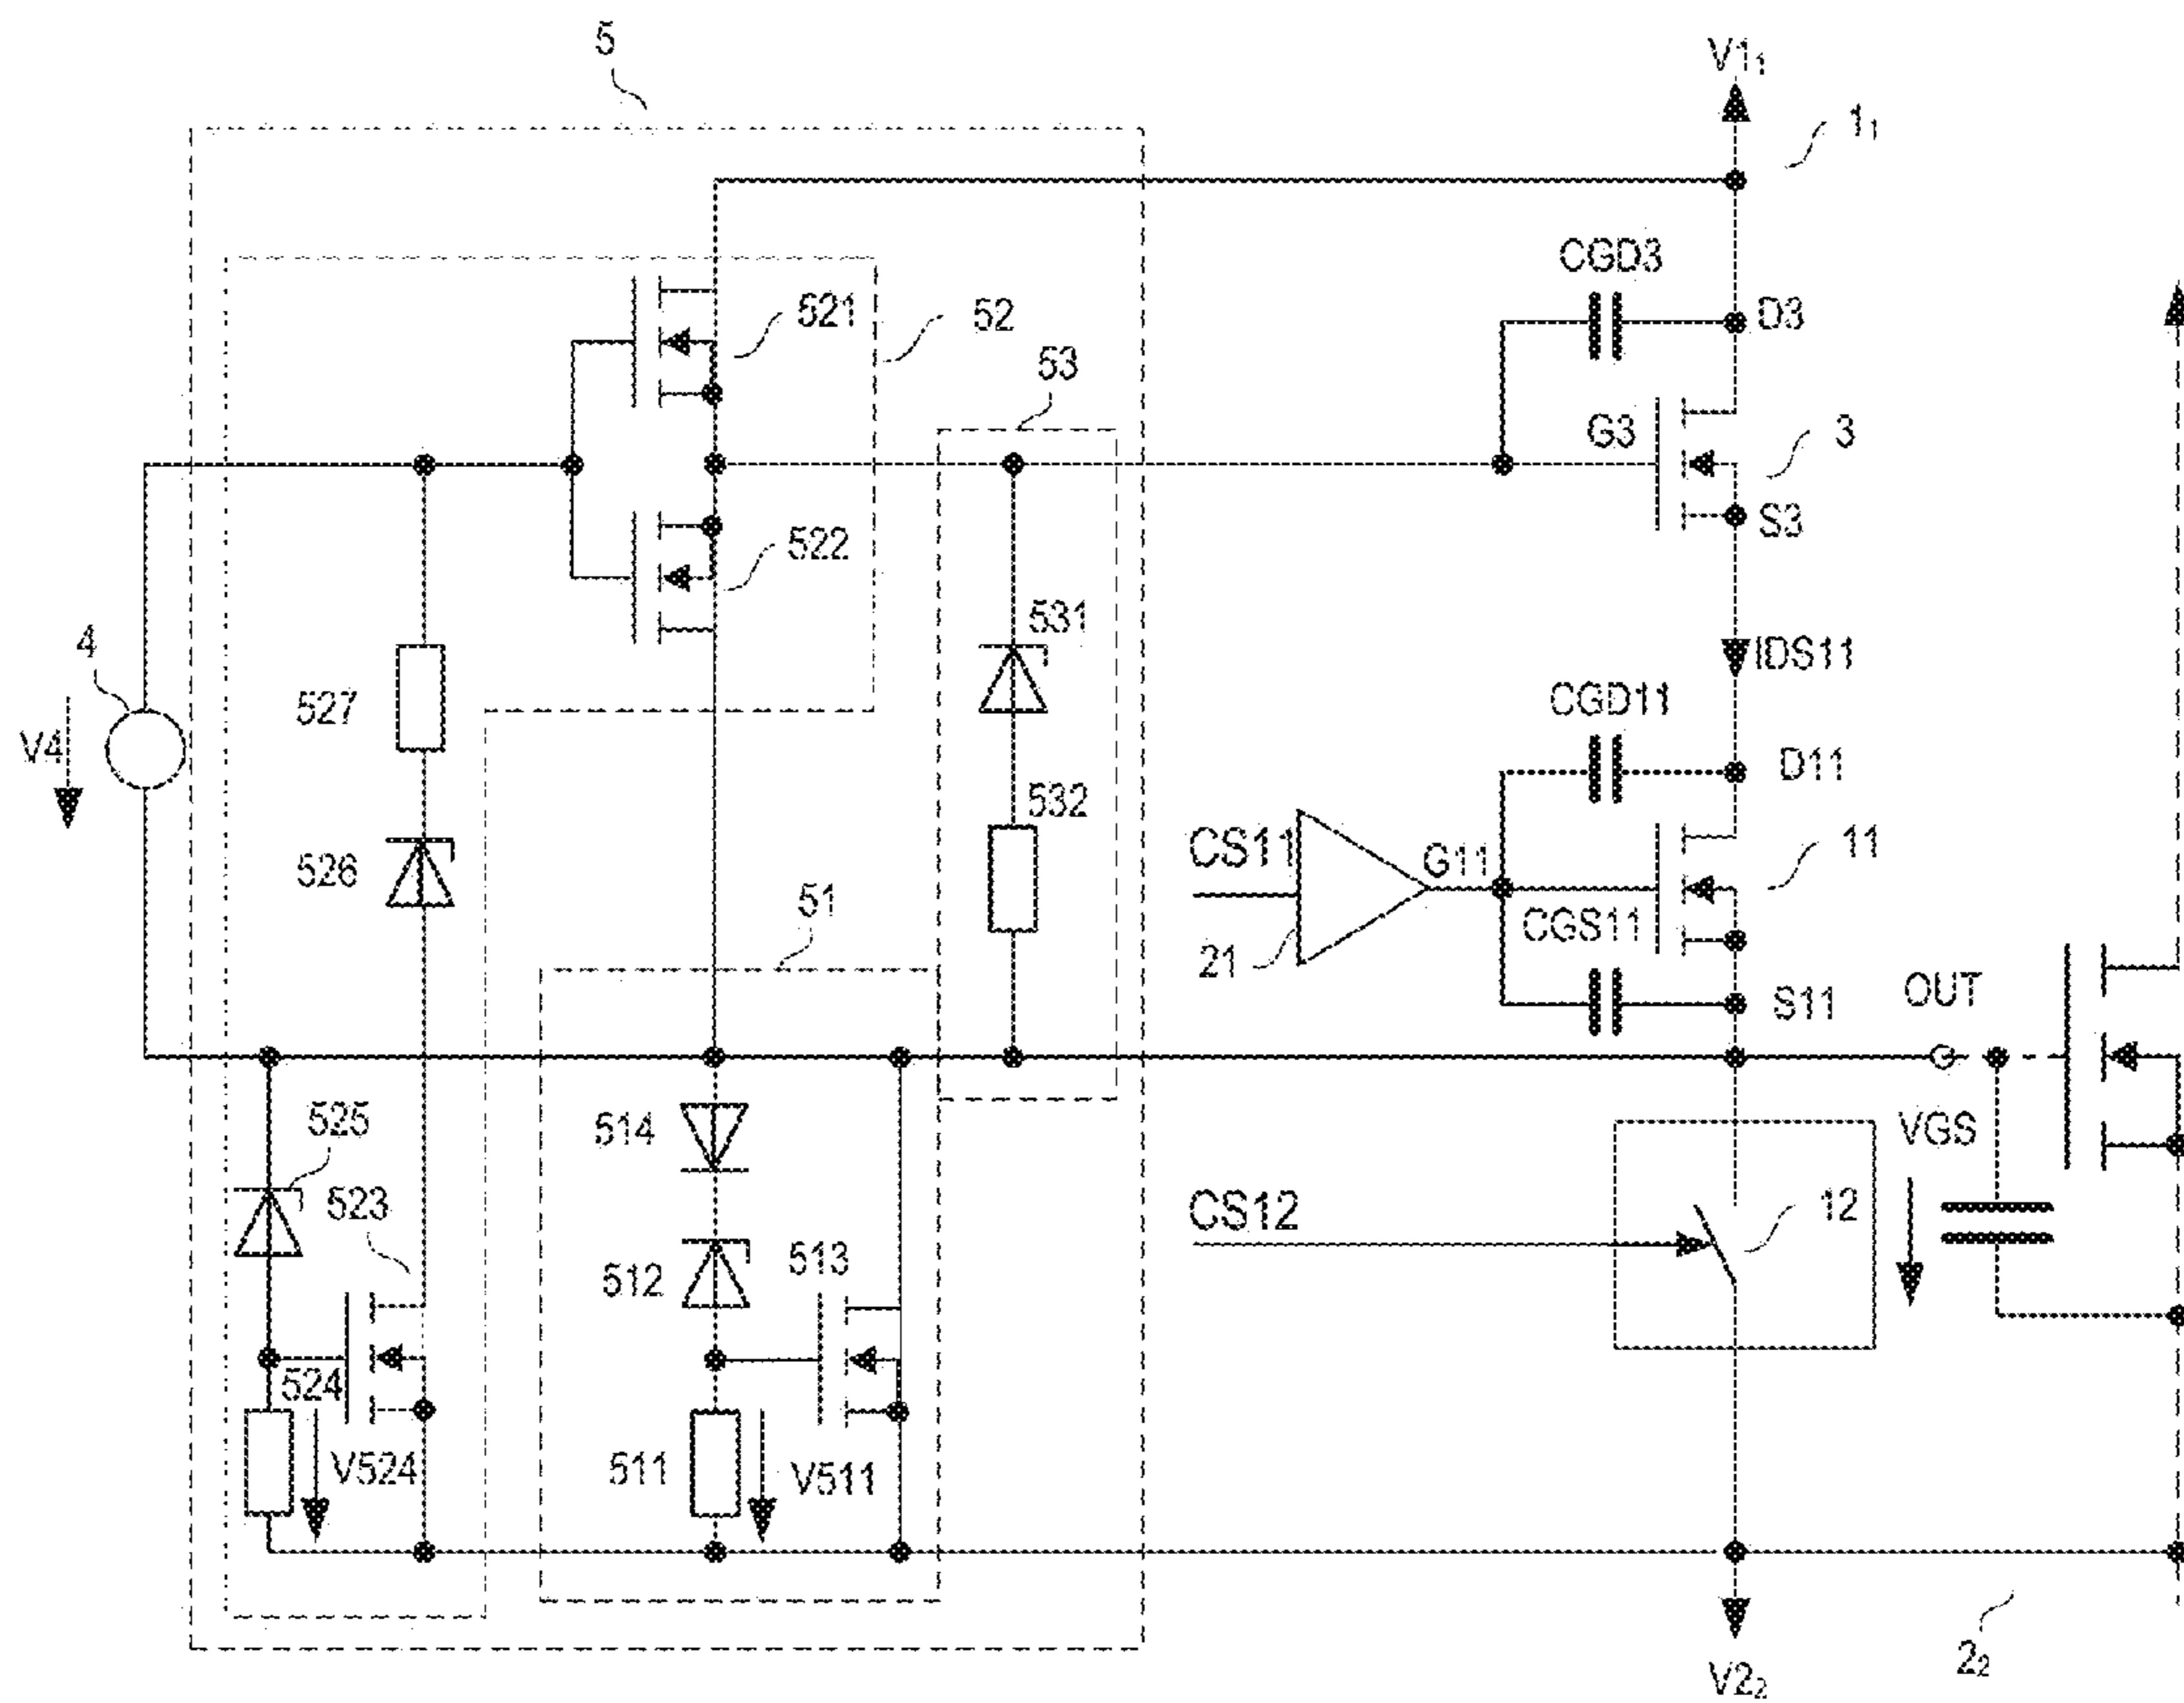 5
V1₁
1₁
CGD3
521
52
D3
53
G3
3
S3
522
4
531
IDS11
527
CGD11
V4
D11
532
CS11
G11
11
526
51
CGS11
21
S11
OUT
525
514
VGS
523
CS12
12
512
513
524
V524
511
V511
2₂
V2₂